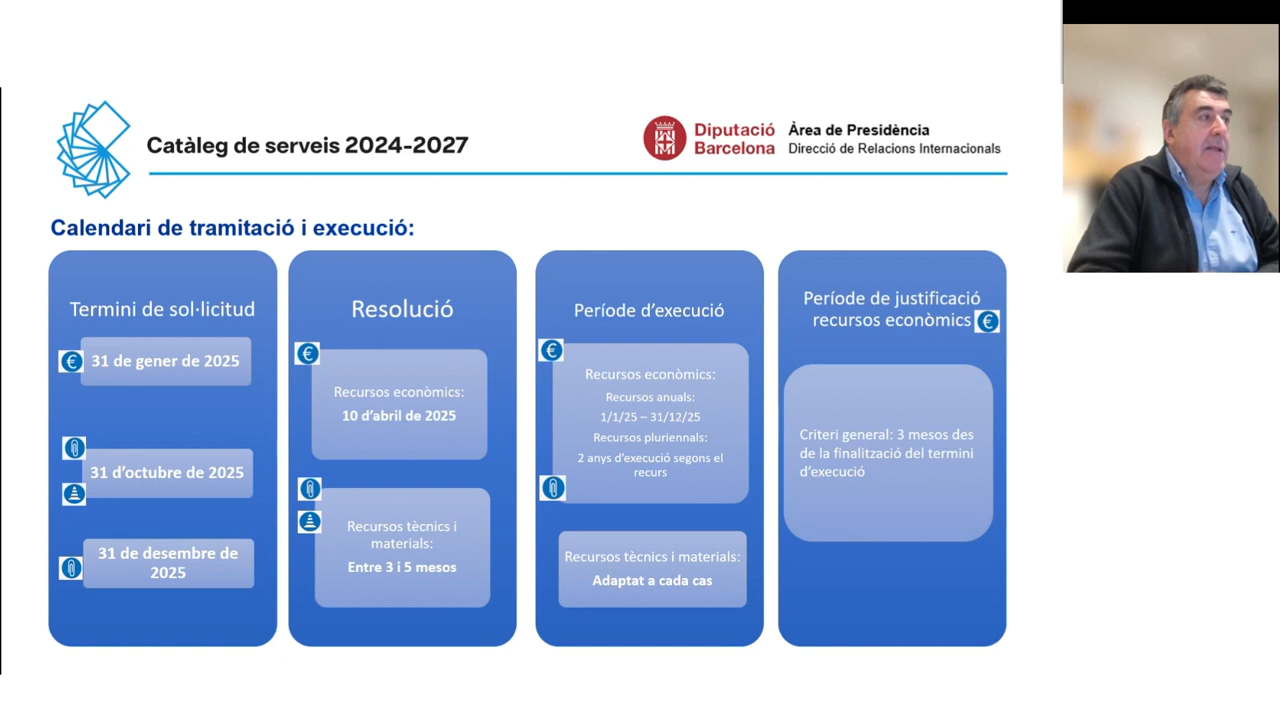 Catàleg de serveis 2024-2027
Diputació
Barcelona
Àrea de Presidència
Direcció de Relacions Internacionals
Calendari de tramitació i execució:
Termini de sol·licitud
€
31 de gener de 2025
31 d'octubre de 2025
31 de desembre de
2025
Resolució
€
Recursos econòmics:
10 d'abril de 2025
Recursos tècnics i
materials:
Entre 3 i 5 mesos
Període d'execució
€
Recursos econòmics:
Recursos anuals:
1/1/25 – 31/12/25
Recursos pluriennals:
2 anys d'execució segons el
recurs
Recursos tècnics i materials:
Adaptat a cada cas
Període de justificació
recursos econòmics €
Criteri general: 3 mesos des
de la finalització del termini
d'execució